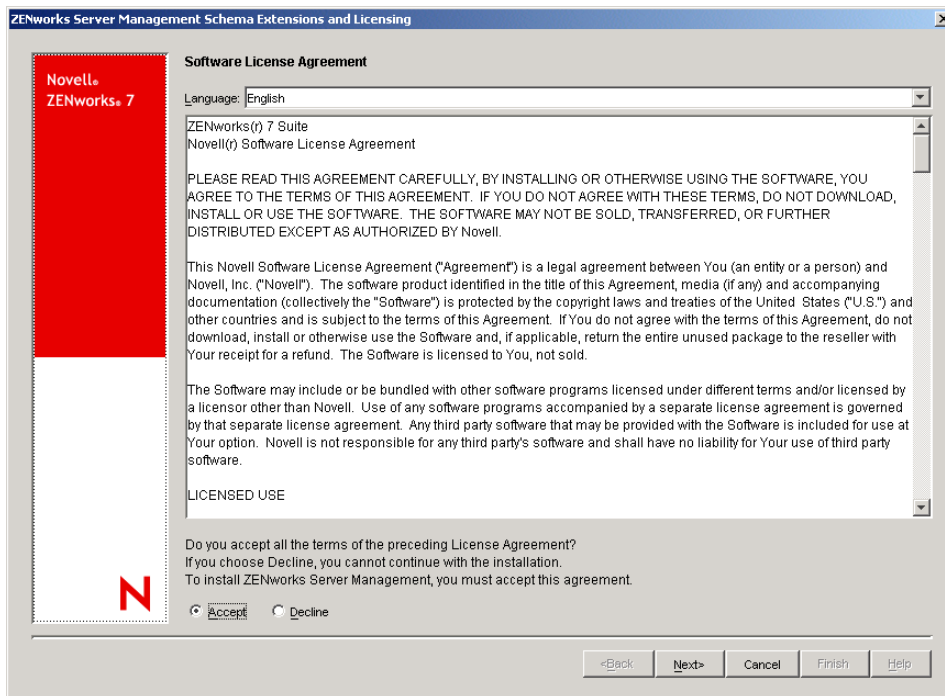 ZENworks Server Management Schema Extensions and Licensing
Novell®
ZENworks® 7
Software License Agreement
Language: English
ZENworks(r) 7 Suite
Novell(r) Software License Agreement
PLEASE READ THIS AGREEMENT CAREFULLY, BY INSTALLING OR OTHERWISE USING THE SOFTWARE, YOU
AGREE TO THE TERMS OF THIS AGREEMENT. IF YOU DO NOT AGREE WITH THESE TERMS, DO NOT DOWNLOAD,
INSTALL OR USE THE SOFTWARE. THE SOFTWARE MAY NOT BE SOLD, TRANSFERRED, OR FURTHER
DISTRIBUTED EXCEPT AS AUTHORIZED BY Novell.
This Novell Software License Agreement ("Agreement") is a legal agreement between You (an entity or a person) and
Novell, Inc. ("Novell"). The software product identified in the title of this Agreement, media (if any) and accompanying
documentation (collectively the "Software") is protected by the copyright laws and treaties of the United States ("U.S.") and
other countries and is subject to the terms of this Agreement. If You do not agree with the terms of this Agreement, do not
download, install or otherwise use the Software and, if applicable, return the entire unused package to the reseller with
Your receipt for a refund. The Software is licensed to You, not sold.
The Software may include or be bundled with other software programs licensed under different terms and/or licensed by
a licensor other than Novell. Use of any software programs accompanied by a separate license agreement is governed
by that separate license agreement. Any third party software that may be provided with the Software is included for use at
Your option. Novell is not responsible for any third party's software and shall have no liability for Your use of third party
software.
LICENSED USE
Do you accept all the terms of the preceding License Agreement?
If you choose Decline, you cannot continue with the installation.
To install ZENworks Server Management, you must accept this agreement.
N
Accept Decline
<Back Next> Cancel Finish Help